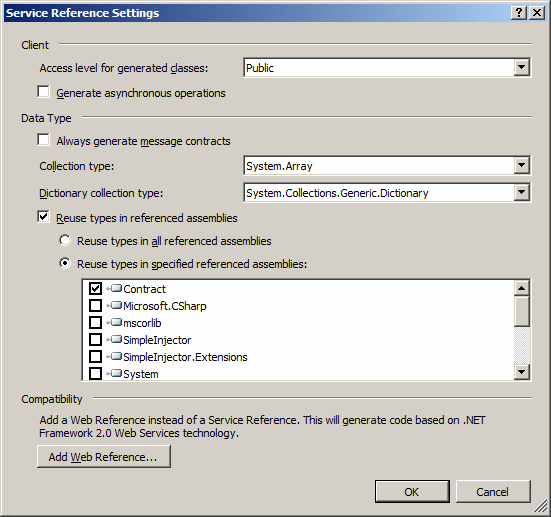 Service Reference Settings
Client
Access level for generated classes:
Public
Generate asynchronous operations
Data Type
Always generate message contracts
Collection type:
System.Array
Dictionary collection type:
System.Collections.Generic.Dictionary
Reuse types in referenced assemblies
Reuse types in all referenced assemblies
Reuse types in specified referenced assemblies:
Contract
Microsoft.CSharp
mscorlib
SimpleInjector
SimpleInjector.Extensions
System
Compatibility
Add a Web Reference instead of a Service Reference. This will generate code based on .NET
Framework 2.0 Web Services technology.
Add Web Reference...
OK
Cancel